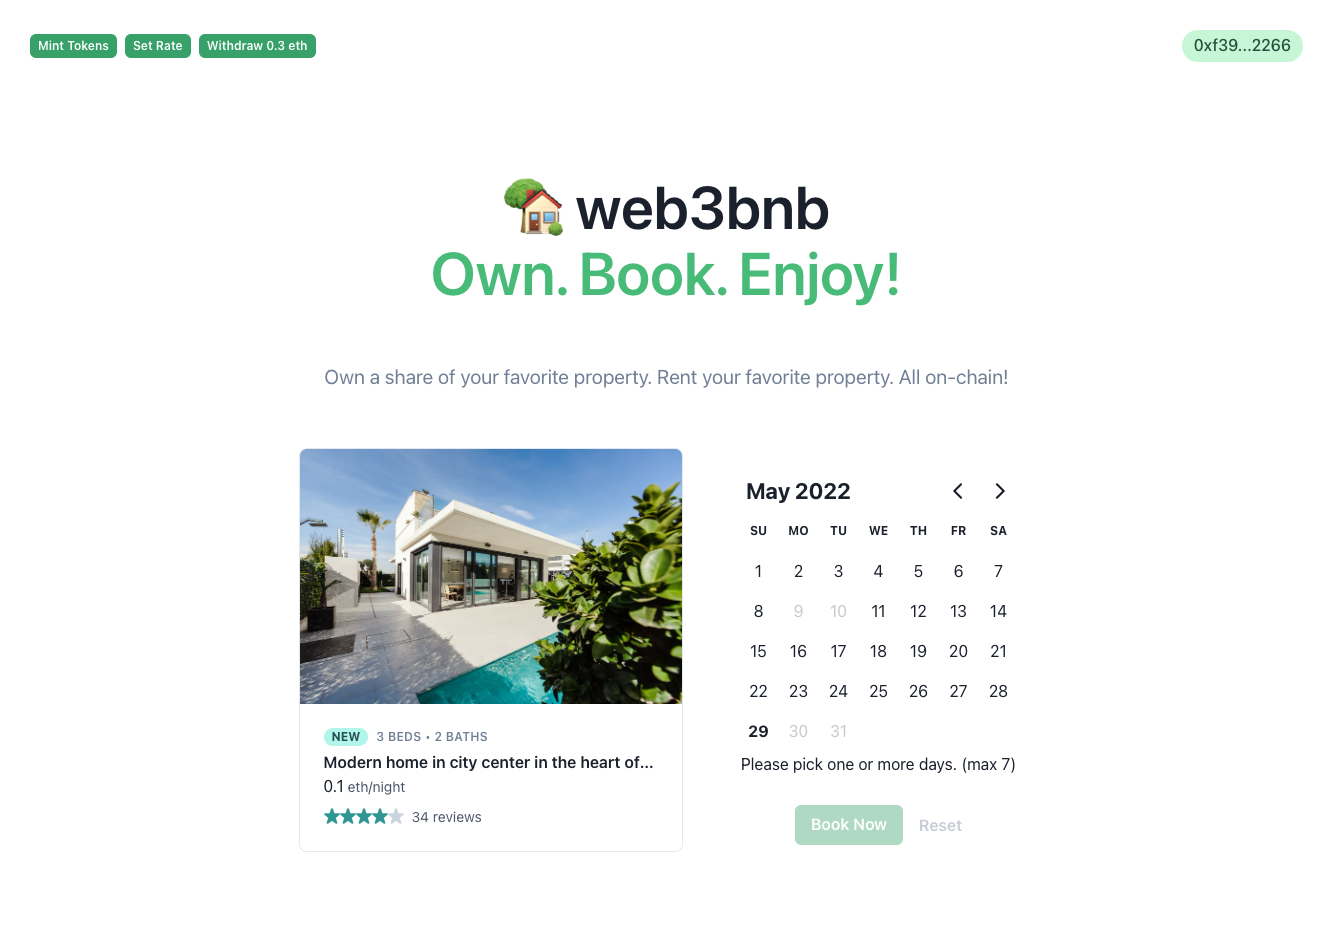 Mint Tokens Set Rate Withdraw 0.3 eth
0xf39...2266
web3bnb
Own. Book. Enjoy!
Own a share of your favorite property. Rent your favorite property. All on-chain!
NEW 3 BEDS • 2 BATHS
Modern home in city center in the heart of...
0.1 eth/night
34 reviews
May 2022
SU MO TU WE TH FR SA
1 2 3 4 5 6 7
8 9 10 11 12 13 14
15 16 17 18 19 20 21
22 23 24 25 26 27 28
29 30 31
Please pick one or more days. (max 7)
Book Now Reset